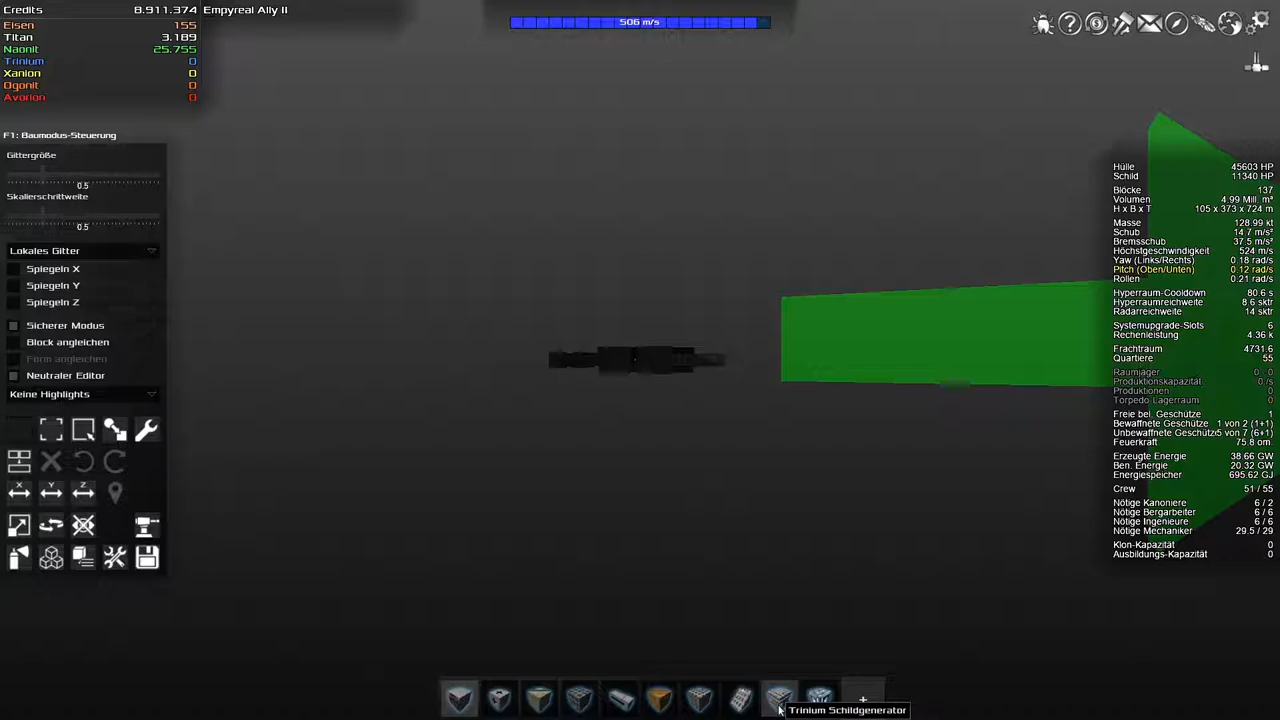 Credits 8.911.374 Empyreal Ally II
Eisen 155
Titan 3.189
Naonit 25.755
Trinium 0
Xanion 0
Ogonit 0
Avorion 0
506 m/s
F1: Baumodus-Steuerung
Gittergröße
0.5
Skalierschrittweite
0.5
Lokales Gitter
Spiegeln X
Spiegeln Y
Spiegeln Z
Sicherer Modus
Block angleichen
Form angleichen
Neutraler Editor
Keine Highlights
X Y Z
Hülle 45603 HP
Schild 11340 HP
Blöcke 137
Volumen 4.99 Mill. m³
H x B x T 105 x 373 x 724 m
Masse 128.99 kt
Schub 14.7 m/s²
Bremsschub 37.5 m/s²
Höchstgeschwindigkeit 524 m/s
Yaw (Links/Rechts) 0.18 rad/s
Pitch (Oben/Unten) 0.12 rad/s
Rollen 0.21 rad/s
Hyperraum-Cooldown 80.6 s
Hyperraumreichweite 8.6 sktr
Radarreichweite 14 sktr
Systemupgrade-Slots 6
Rechenleistung 4.36 k
Frachtraum 4731.6
Quartiere 55
Raumjäger 0 / 0
Produktionskapazität 0 /s
Produktionen 0
Torpedo-Lagerraum 0
Freie bel. Geschütze 1
Bewaffnete Geschütze 1 von 2 (1+1)
Unbewaffnete Geschütz 5 von 7 (6+1)
Feuerkraft 75.8 om.
Erzeugte Energie 38.66 GW
Ben. Energie 20.32 GW
Energiespeicher 695.62 GJ
Crew 51 / 55
Nötige Kanoniere 6 / 2
Nötige Bergarbeiter 6 / 6
Nötige Ingenieure 6 / 6
Nötige Mechaniker 29.5 / 29
Klon-Kapazität 0
Ausbildungs-Kapazität 0
Trinium Schildgenerator